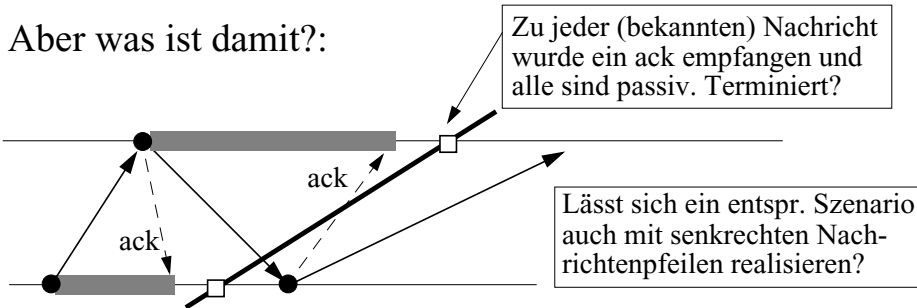 Aber was ist damit?:
Zu jeder (bekannten) Nachricht
wurde ein ack empfangen und
alle sind passiv. Terminiert?
ack
ack
Lässt sich ein entspr. Szenario
auch mit senkrechten Nach-
richtenpfeilen realisieren?